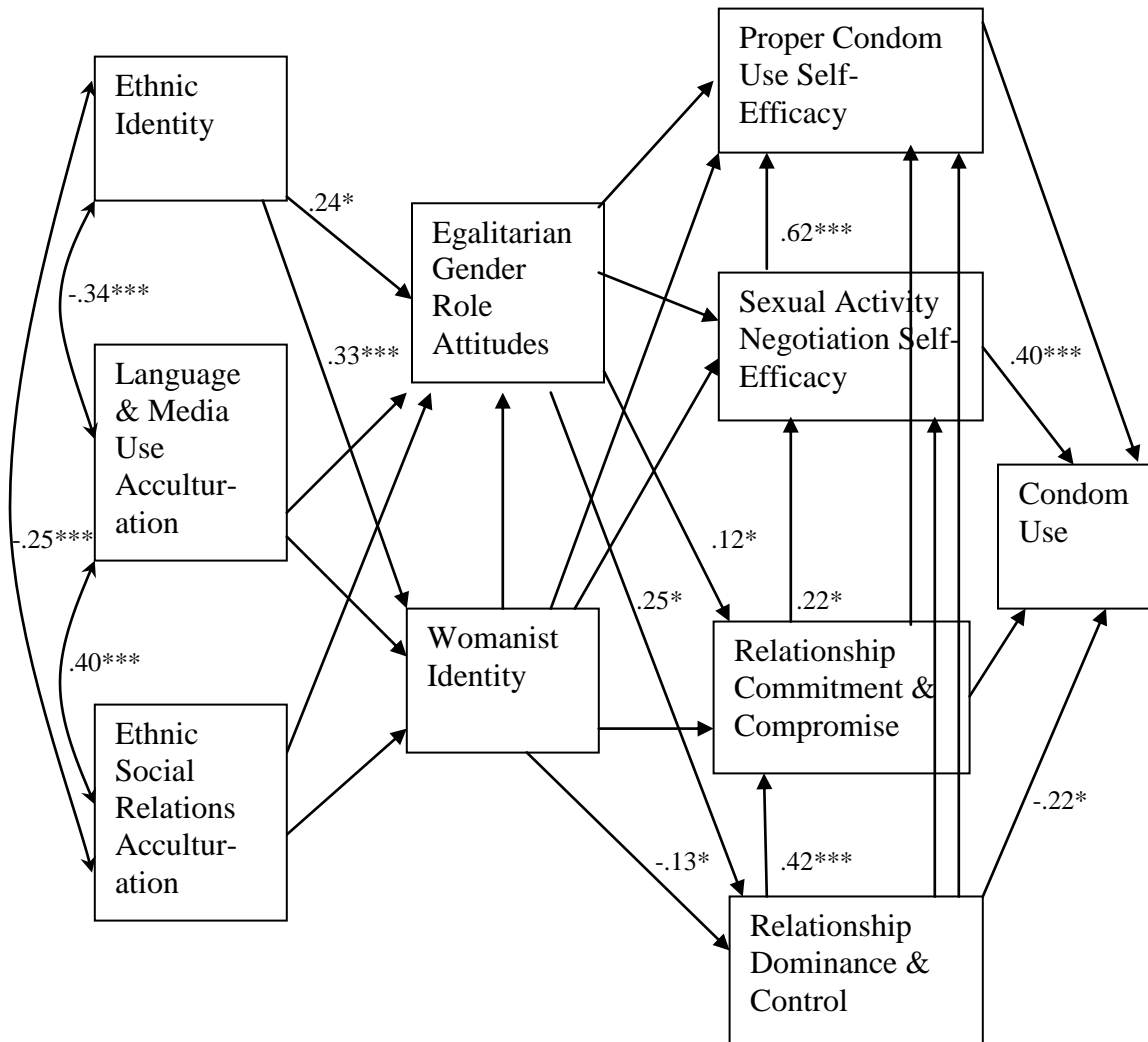 Ethnic
Identity
Language
& Media
Use
Accultur-
ation
Ethnic
Social
Relations
Accultur-
ation
-.34***
-.25***
.40***
.24*
.33***
Egalitarian
Gender
Role
Attitudes
Womanist
Identity
.12*
.25*
-.13*
Proper Condom
Use Self-
Efficacy
.62***
Sexual Activity
Negotiation Self-
Efficacy
.22*
Relationship
Commitment &
Compromise
.42***
Relationship
Dominance &
Control
.40***
-.22*
Condom
Use